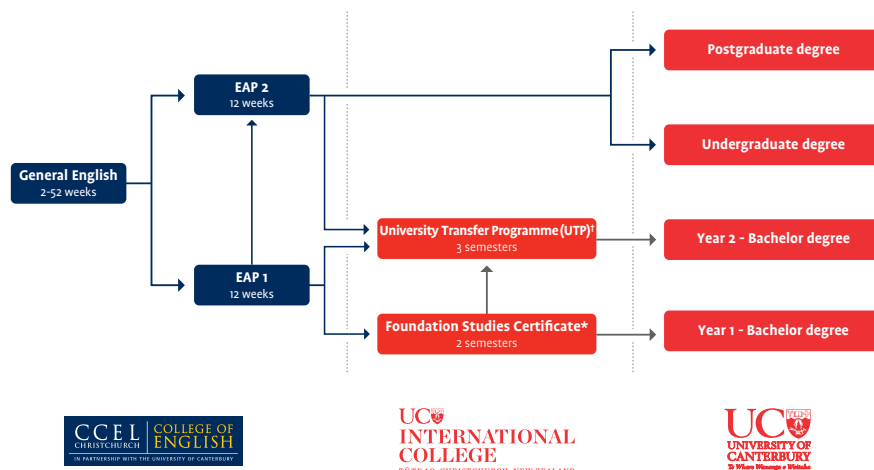 Postgraduate degree
EAP 2
12 weeks
Undergraduate degree
General English
2-52 weeks
University Transfer Programme (UTP)†
3 semesters
Year 2 - Bachelor degree
EAP 1
12 weeks
Foundation Studies Certificate*
2 semesters
Year 1 - Bachelor degree
CCEL
CHRISTCHURCH
COLLEGE OF
ENGLISH
IN PARTNERSHIP WITH THE UNIVERSITY OF CANTERBURY
UC
INTERNATIONAL
COLLEGE
UC
UNIVERSITY OF
CANTERBURY
Te Whare Wānanga o Waitaha